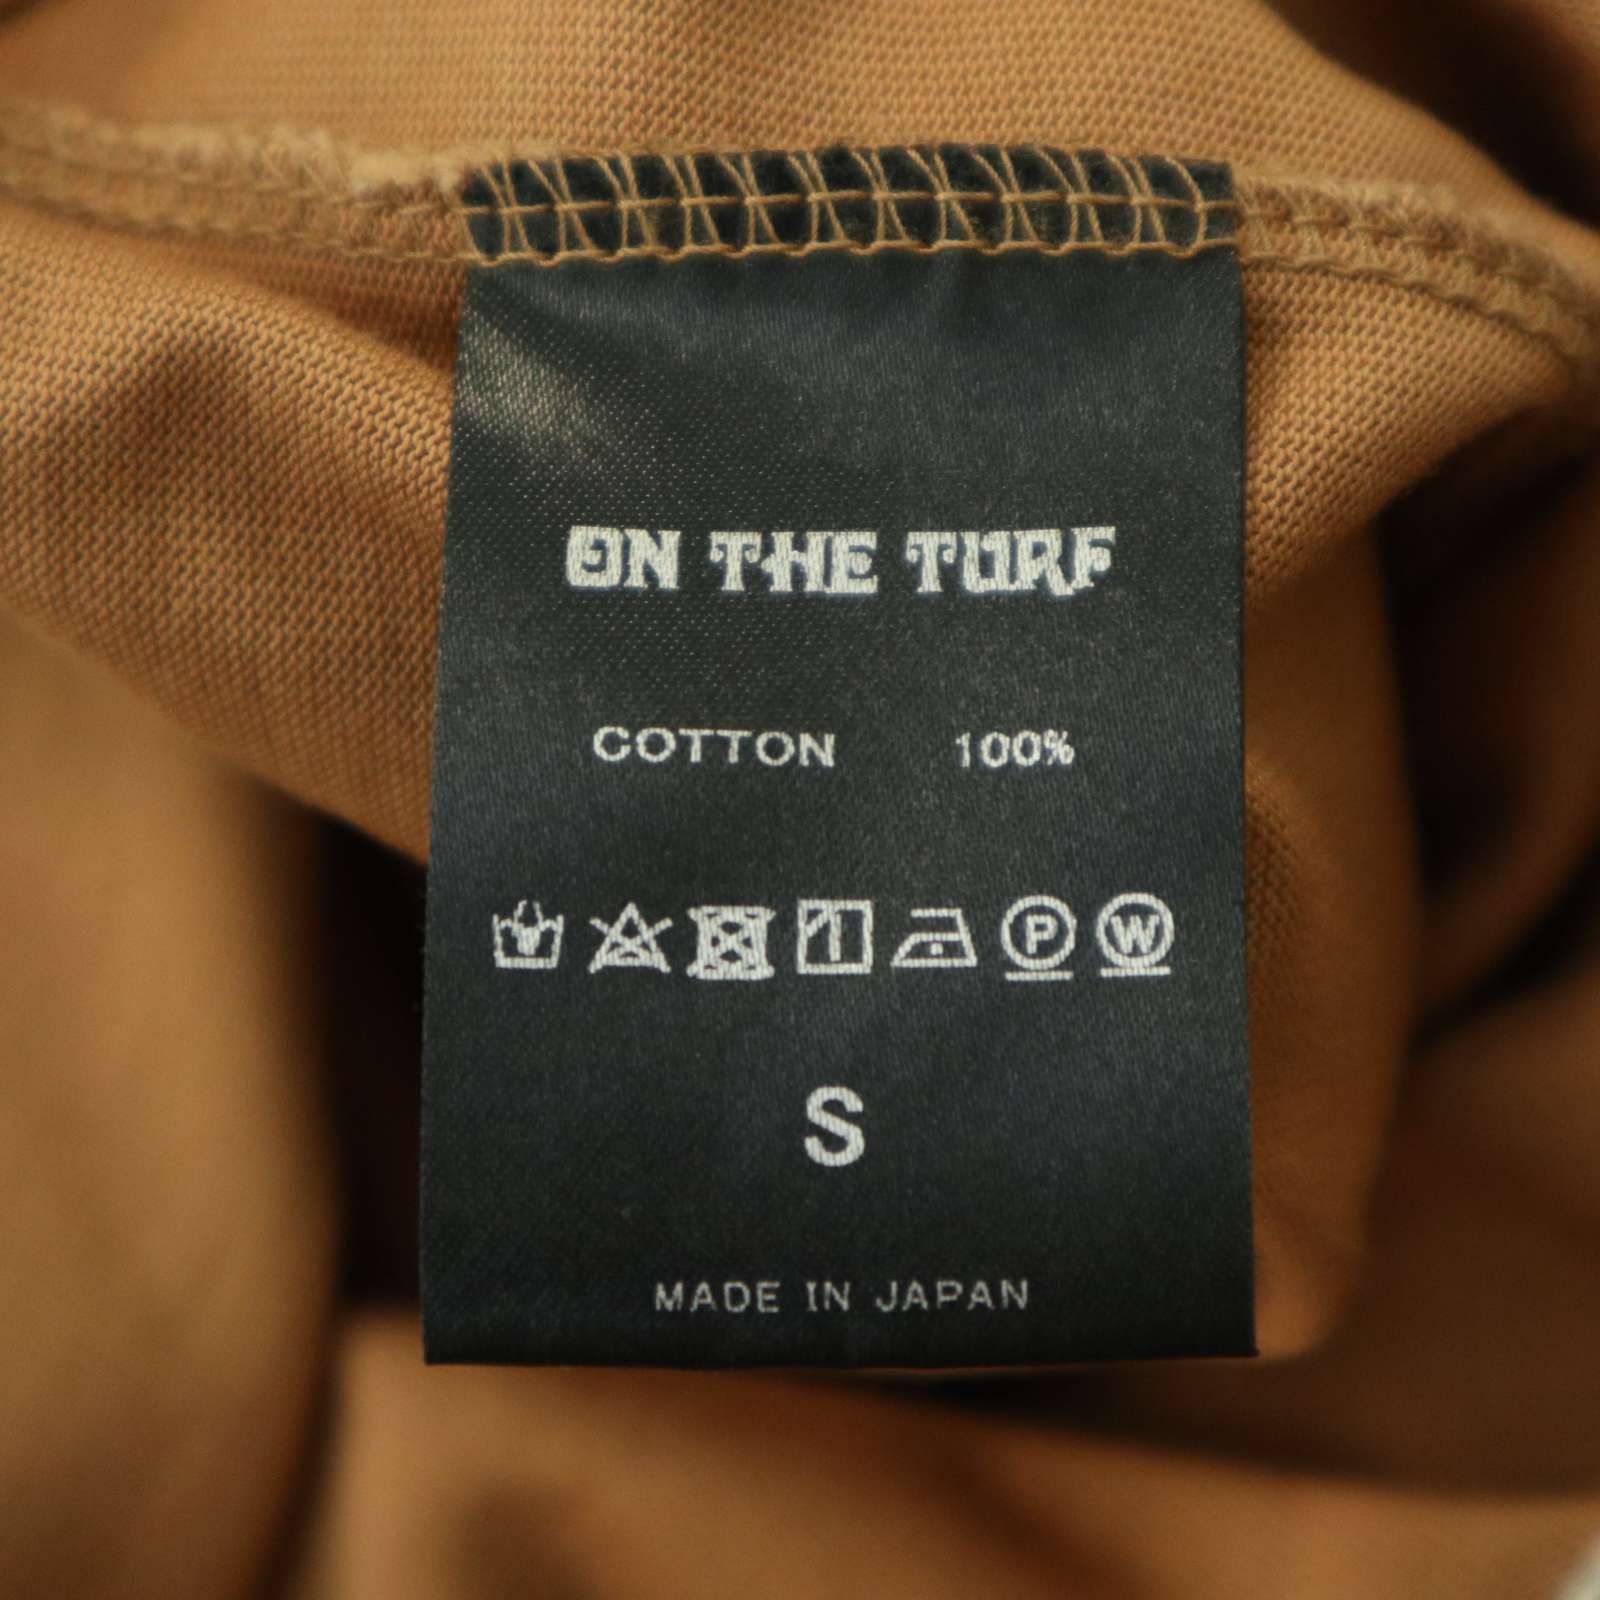 ON THE TURF
COTTON 100%
P W
S
MADE IN JAPAN